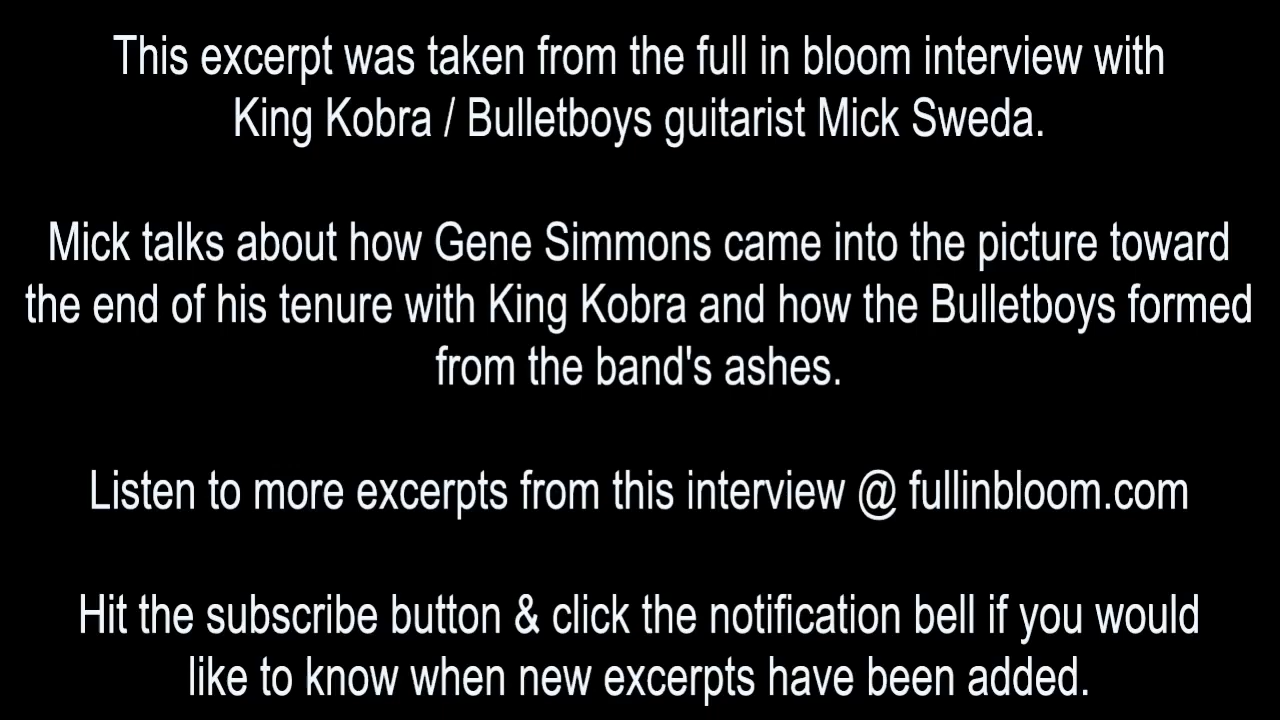 This excerpt was taken from the full in bloom interview with
King Kobra / Bulletboys guitarist Mick Sweda.
Mick talks about how Gene Simmons came into the picture toward
the end of his tenure with King Kobra and how the Bulletboys formed
from the band's ashes.
Listen to more excerpts from this interview @ fullinbloom.com
Hit the subscribe button & click the notification bell if you would
like to know when new excerpts have been added.